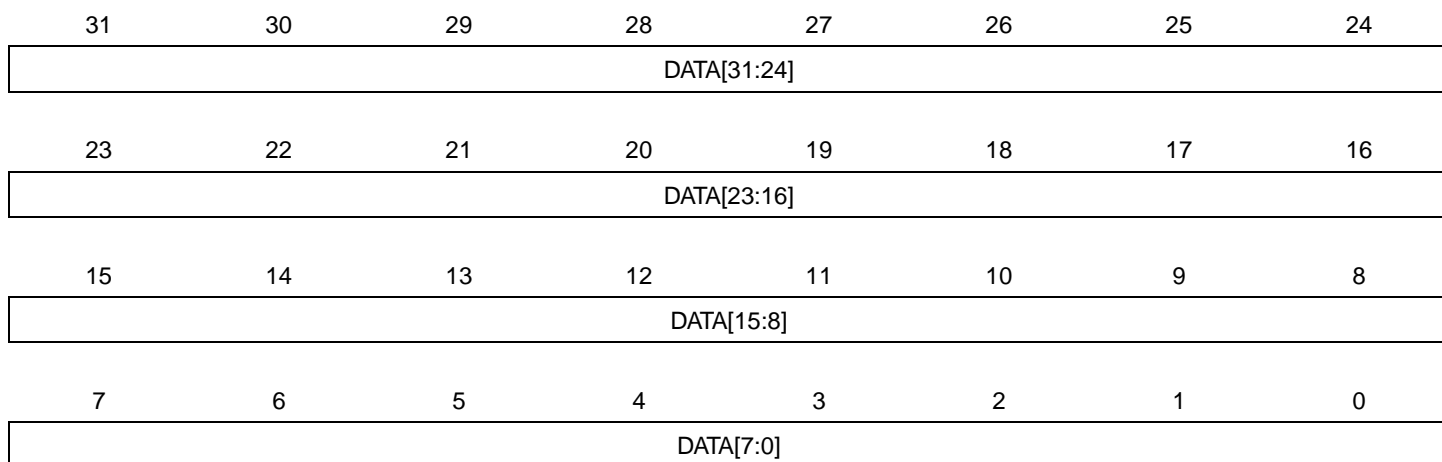 31 30 29 28 27 26 25 24
DATA[31:24]
23 22 21 20 19 18 17 16
DATA[23:16]
15 14 13 12 11 10 9 8
DATA[15:8]
7 6 5 4 3 2 1 0
DATA[7:0]